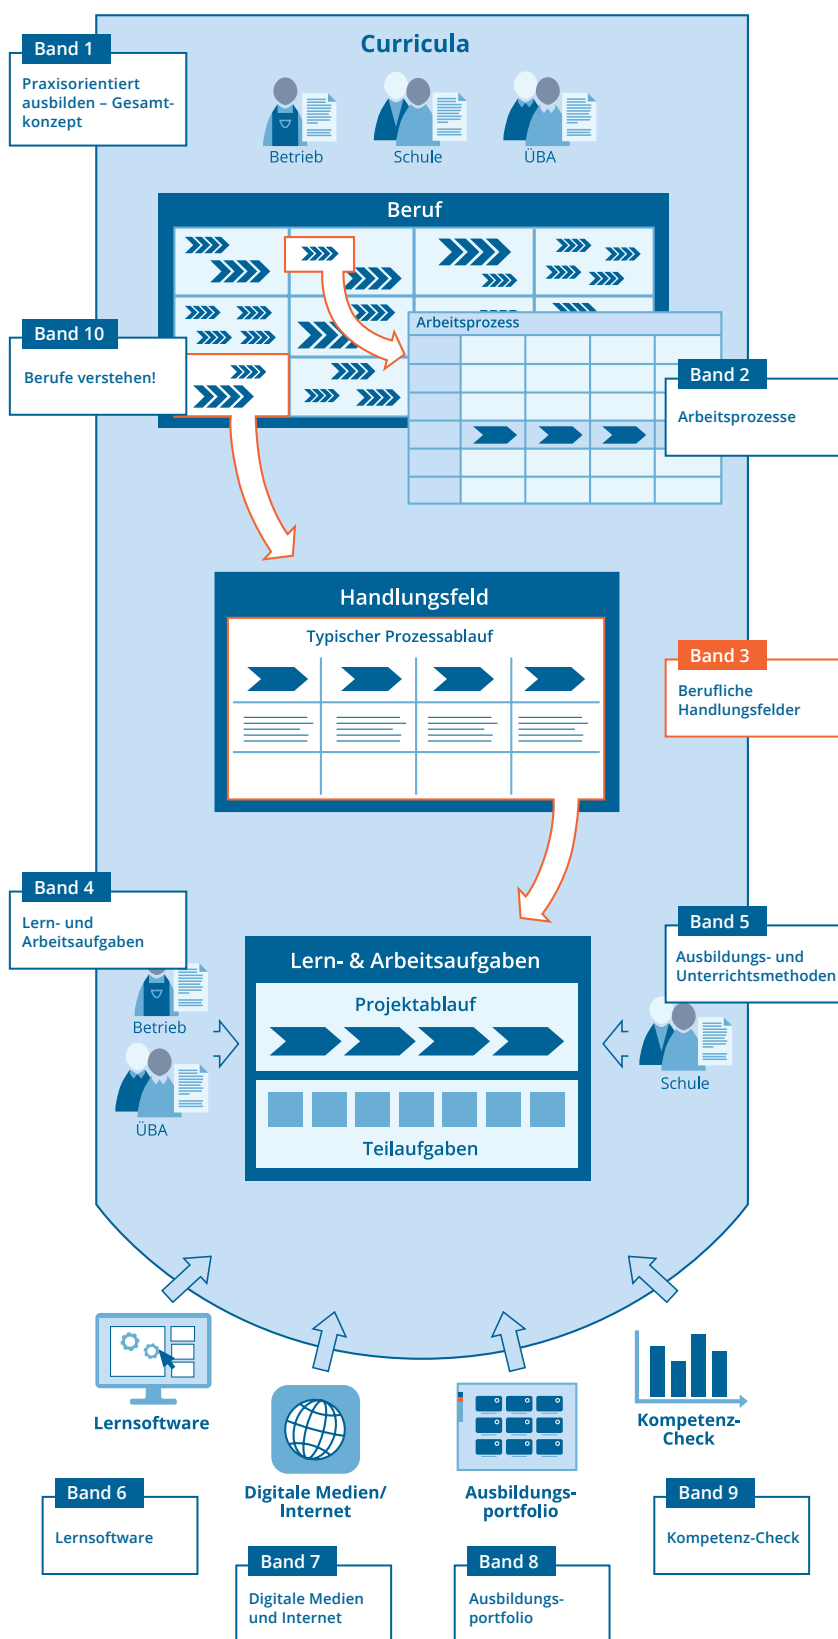 Curricula
Band 1
Praxisorientiert
ausbilden – Gesamt-
konzept
Betrieb
Schule
ÜBA
Beruf
Arbeitsprozess
Band 10
Berufe verstehen!
Band 2
Arbeitsprozesse
Handlungsfeld
Typischer Prozessablauf
Band 3
Berufliche
Handlungsfelder
Band 4
Lern- und
Arbeitsaufgaben
Band 5
Ausbildungs- und
Unterrichtsmethoden
Lern- & Arbeitsaufgaben
Projektablauf
Teilaufgaben
Betrieb
ÜBA
Schule
Lernsoftware
Digitale Medien/
Internet
Ausbildungs-
portfolio
Kompetenz-
Check
Band 6
Lernsoftware
Band 7
Digitale Medien
und Internet
Band 8
Ausbildungs-
portfolio
Band 9
Kompetenz-Check